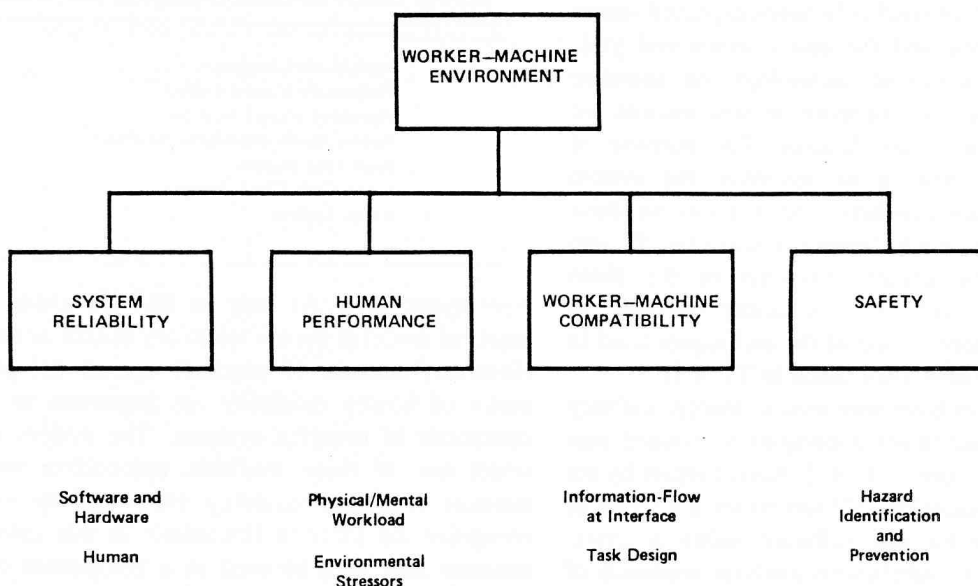 WORKER–MACHINE
ENVIRONMENT
SYSTEM
RELIABILITY
HUMAN
PERFORMANCE
WORKER–MACHINE
COMPATIBILITY
SAFETY
Software and
Hardware
Human
Physical/Mental
Workload
Environmental
Stressors
Information-Flow
at Interface
Task Design
Hazard
Identification
and
Prevention